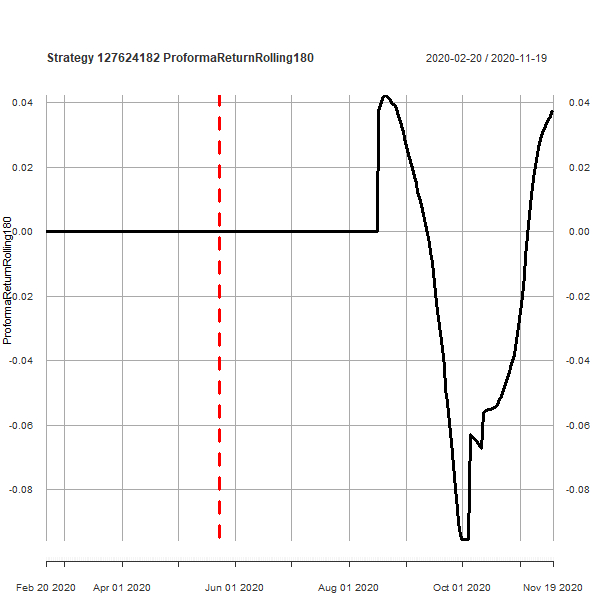 Strategy 127624182 ProformaReturnRolling180
2020-02-20 / 2020-11-19
ProformaReturnRolling180
0.04
0.02
0.00
-0.02
-0.04
-0.06
-0.08
0.04
0.02
0.00
-0.02
-0.04
-0.06
-0.08
Feb 20 2020
Apr 01 2020
Jun 01 2020
Aug 01 2020
Oct 01 2020
Nov 19 2020